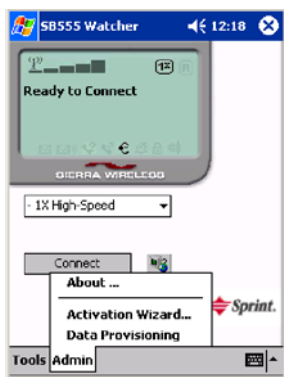 SB555 Watcher 12:18
1X R
Ready to Connect
SIERRA WIRELESS
- 1X High-Speed
Connect
About ...
Sprint.
Activation Wizard...
Data Provisioning
Tools Admin